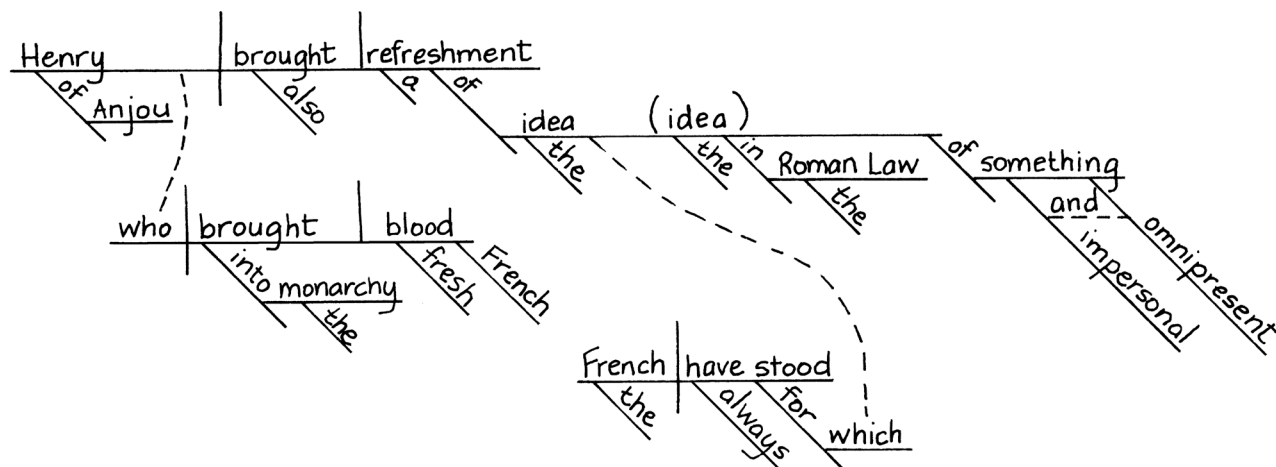 Henry brought refreshment
of Anjou also a of
idea (idea)
the the in Roman Law the
of something
and impersonal omnipresent
who brought blood
into monarchy the fresh French
French have stood
the always for which